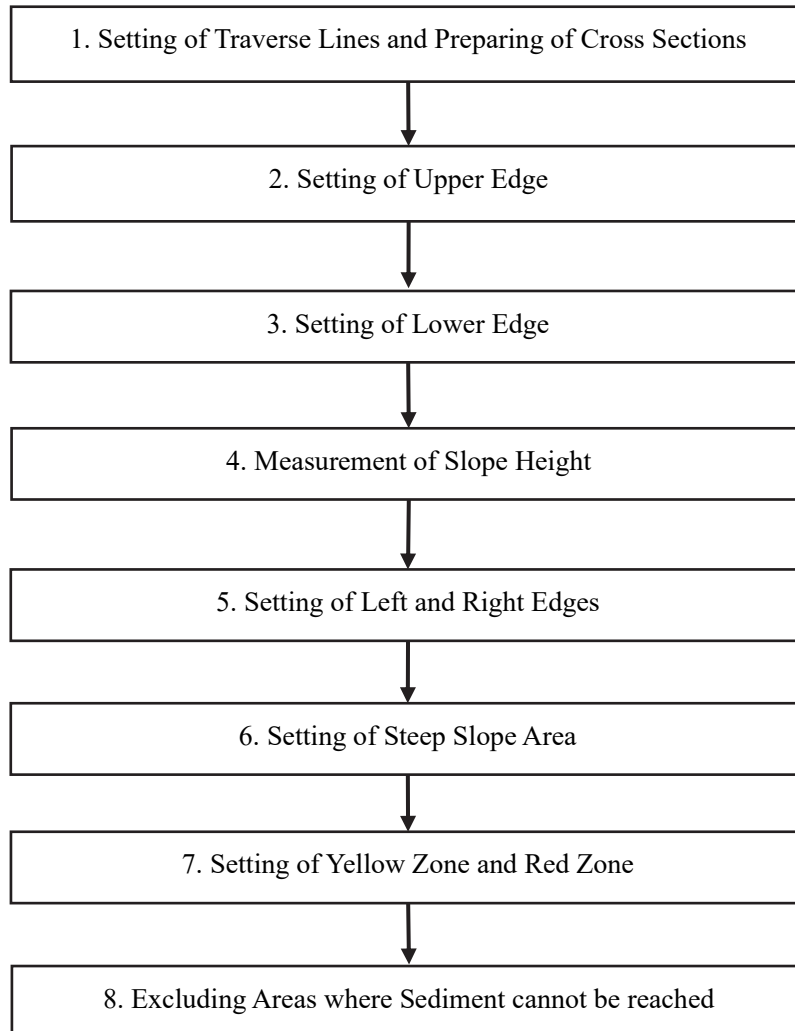 1. Setting of Traverse Lines and Preparing of Cross Sections
2. Setting of Upper Edge
3. Setting of Lower Edge
4. Measurement of Slope Height
5. Setting of Left and Right Edges
6. Setting of Steep Slope Area
7. Setting of Yellow Zone and Red Zone
8. Excluding Areas where Sediment cannot be reached